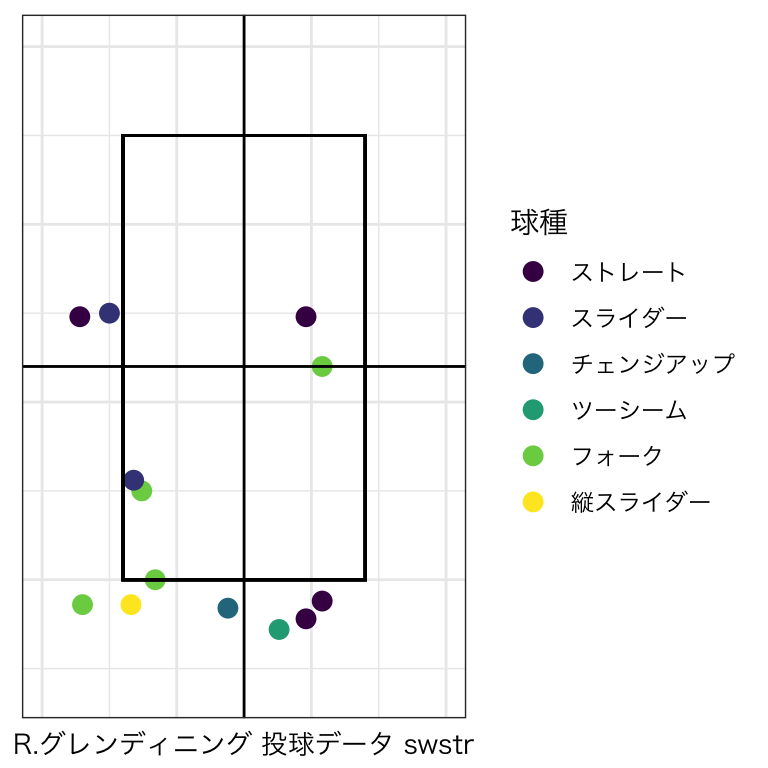 球種
ストレート
スライダー
チェンジアップ
ツーシーム
フォーク
縦スライダー
R.グレンディニング 投球データ swstr